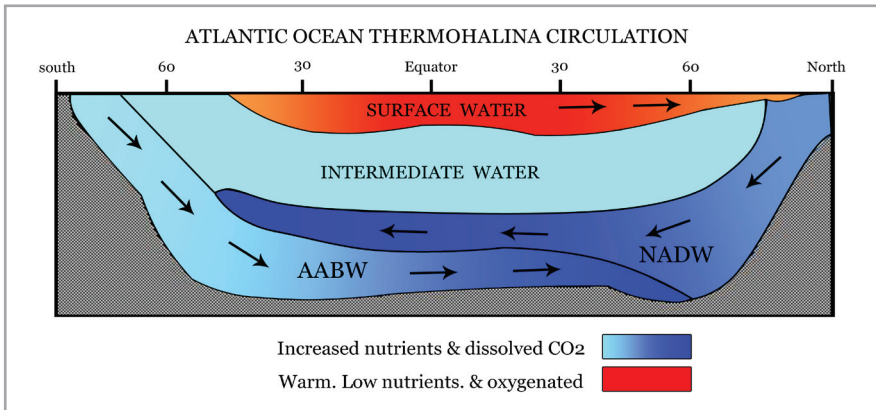 ATLANTIC OCEAN THERMOHALINA CIRCULATION
south 60 30 Equator 30 60 North
SURFACE WATER
INTERMEDIATE WATER
AABW NADW
Increased nutrients & dissolved CO2
Warm. Low nutrients. & oxygenated